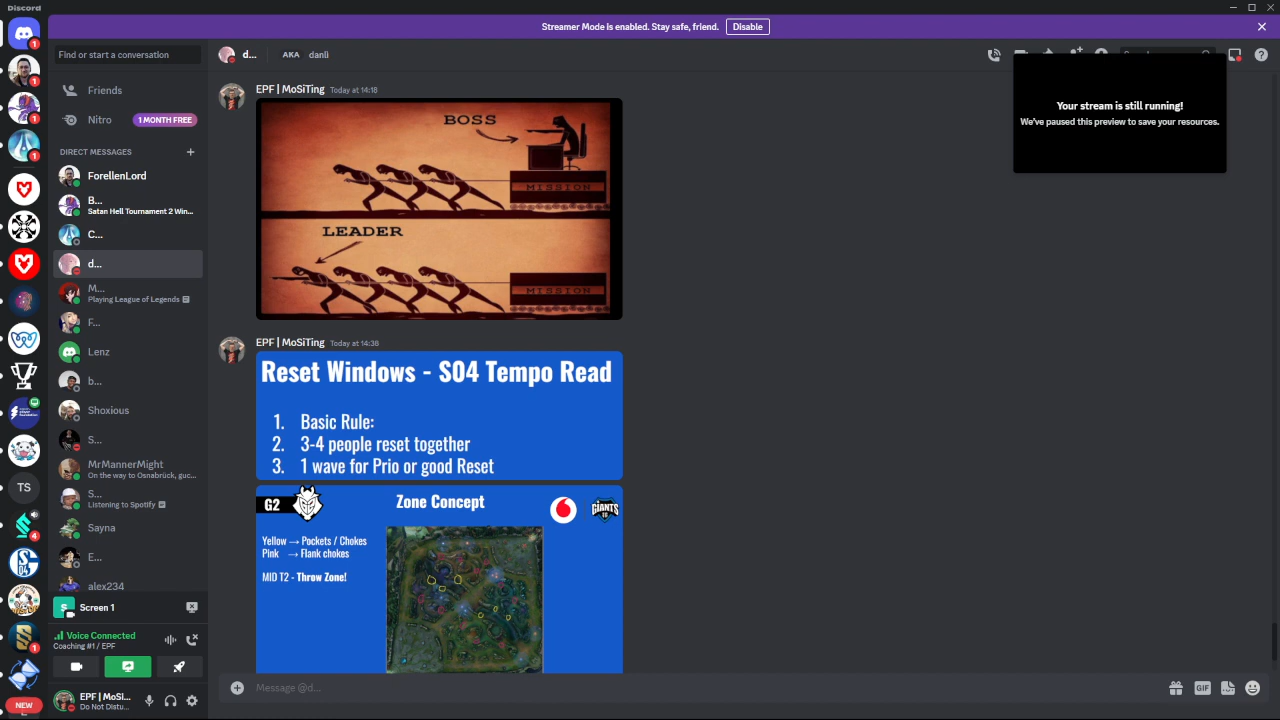 Discord
Streamer Mode is enabled. Stay safe, friend. Disable
Find or start a conversation
d...
AKA danli
Friends
Nitro
1 MONTH FREE
DIRECT MESSAGES
ForellenLord
B...
Satan Hell Tournament 2 Win...
C...
d...
M...
Playing League of Legends
F...
Lenz
b...
Shoxious
S...
MrMannerMight
On the way to Osnabrück, guc...
S...
Listening to Spotify
Sayna
E...
alex234
Screen 1
Voice Connected
Coaching #1 / EPF
EPF | MoSi...
Do Not Distu...
TS
NEW
EPF | MoSiTing Today at 14:18
BOSS
MISSION
LEADER
MISSION
EPF | MoSiTing Today at 14:38
Reset Windows - S04 Tempo Read
1. Basic Rule:
2. 3-4 people reset together
3. 1 wave for Prio or good Reset
G2
Zone Concept
GIANTS
Yellow → Pockets / Chokes
Pink → Flank chokes
MID T2 - Throw Zone!
Your stream is still running!
We've paused this preview to save your resources.
Message @d...
GIF